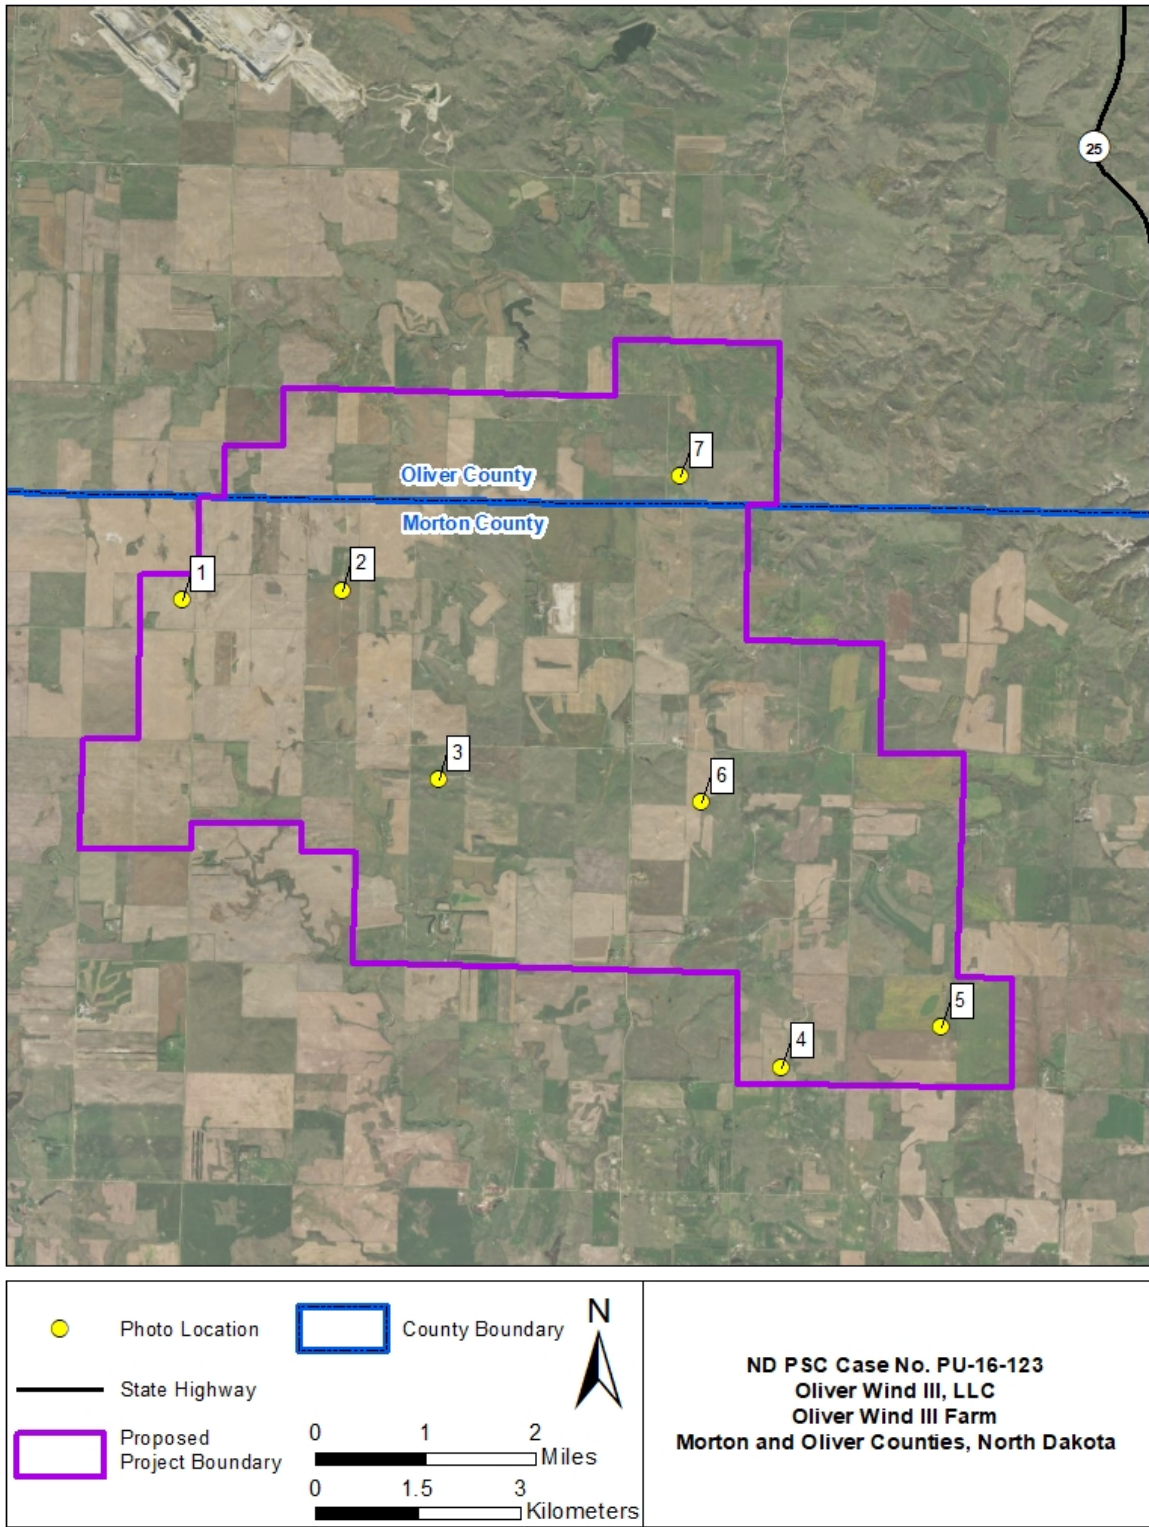 25
7
Oliver County
Morton County
1
2
3
6
5
4
Photo Location
County Boundary
N
State Highway
Proposed
Project Boundary
0 1 2
Miles
0 1.5 3
Kilometers
ND PSC Case No. PU-16-123
Oliver Wind III, LLC
Oliver Wind III Farm
Morton and Oliver Counties, North Dakota